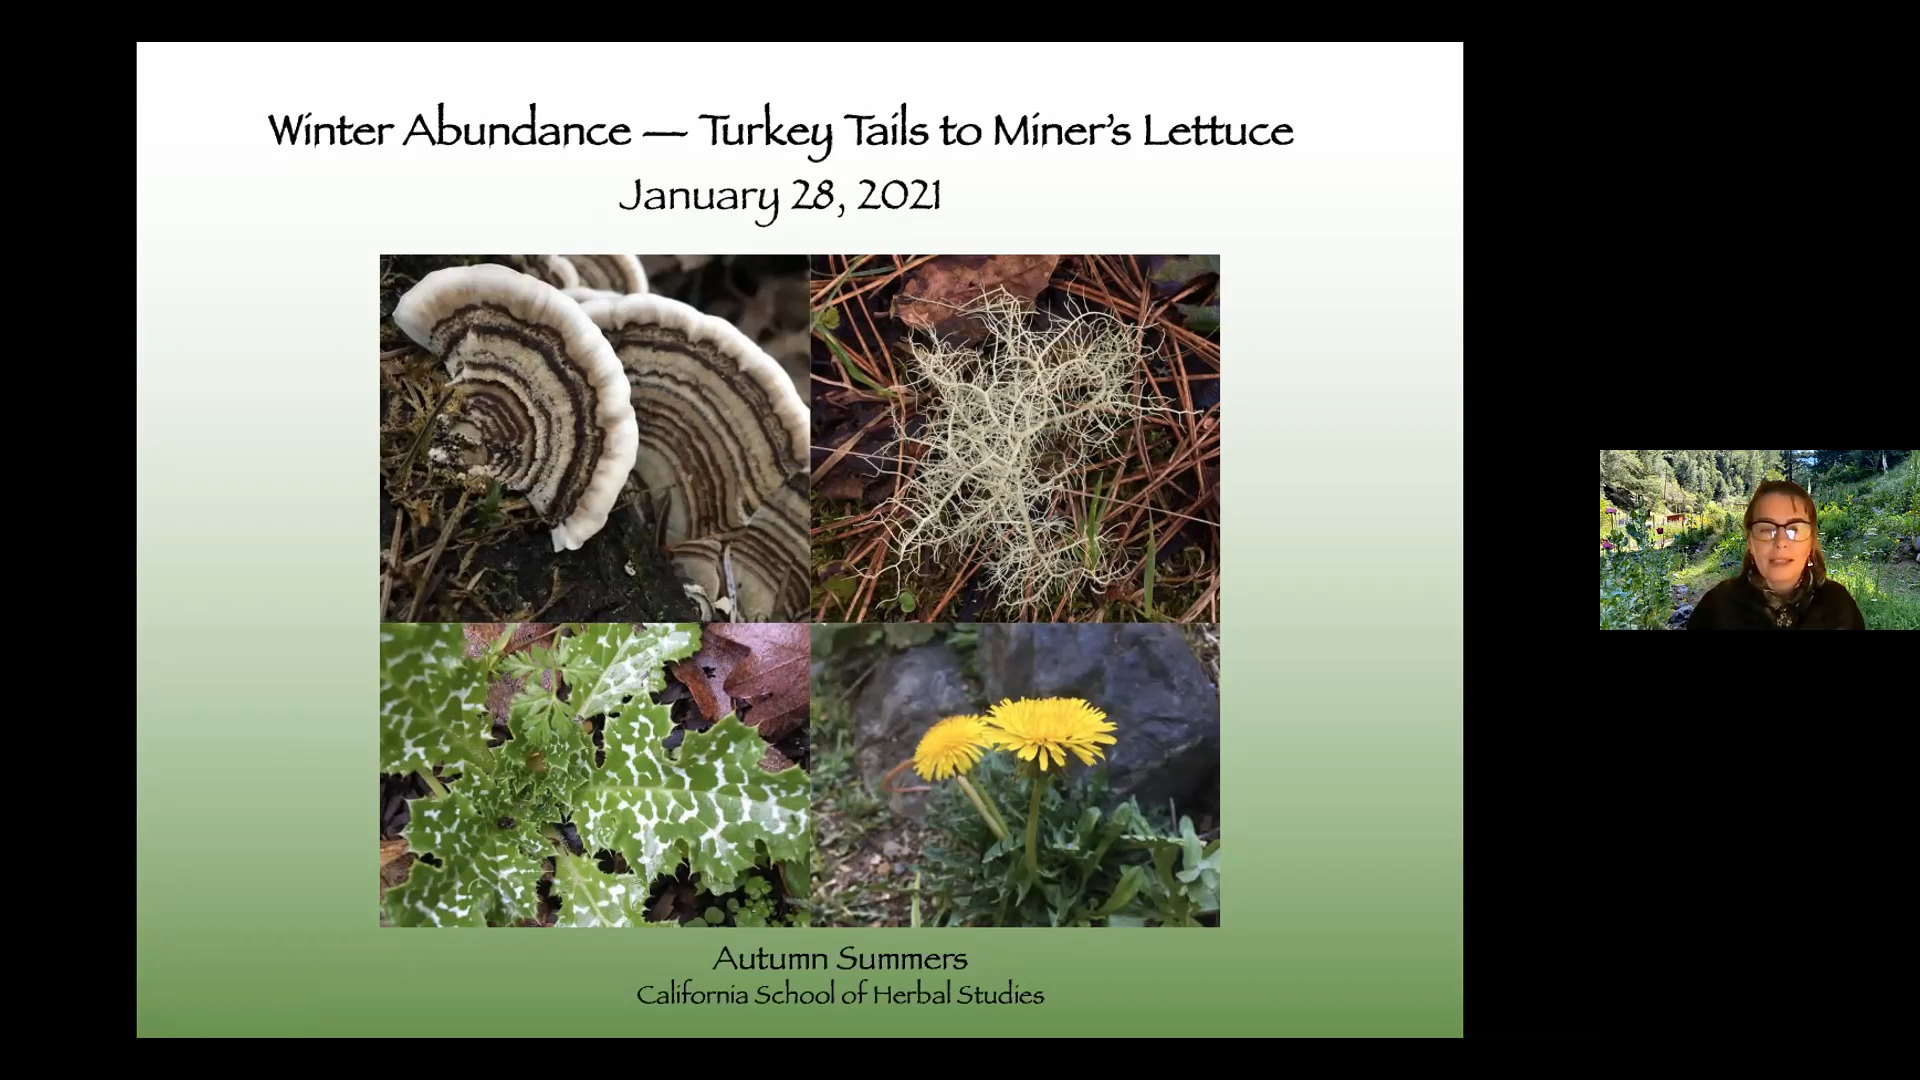 Winter Abundance — Turkey Tails to Miner’s Lettuce
January 28, 2021
Autumn Summers
California School of Herbal Studies